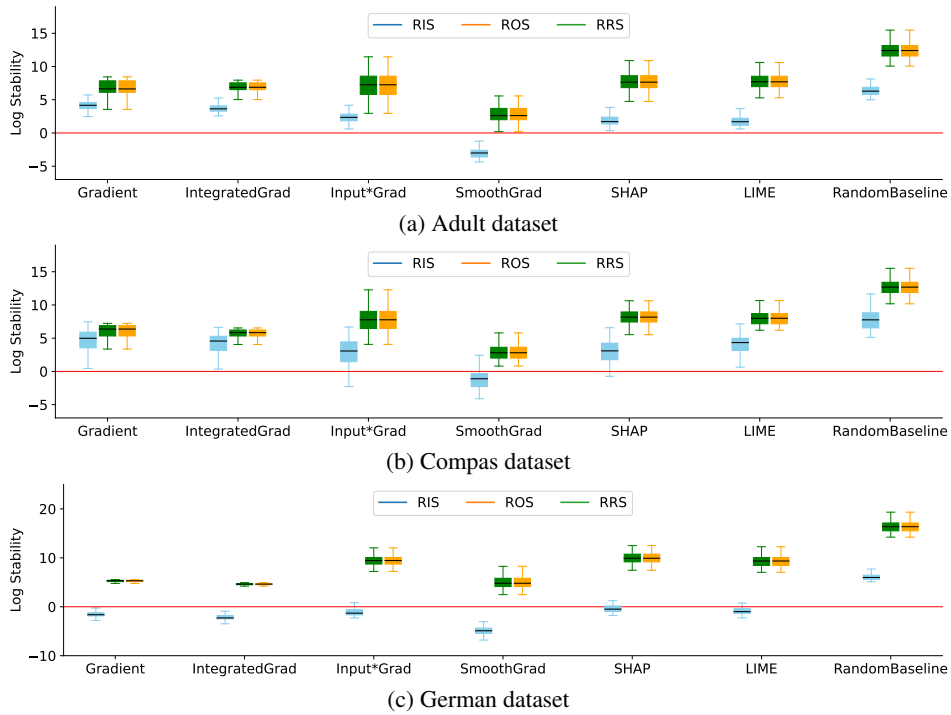 RIS ROS RRS
Log Stability
15
10
5
0
−5
Gradient IntegratedGrad Input*Grad SmoothGrad SHAP LIME RandomBaseline
(a) Adult dataset
RIS ROS RRS
Log Stability
15
10
5
0
−5
Gradient IntegratedGrad Input*Grad SmoothGrad SHAP LIME RandomBaseline
(b) Compas dataset
RIS ROS RRS
Log Stability
20
10
0
−10
Gradient IntegratedGrad Input*Grad SmoothGrad SHAP LIME RandomBaseline
(c) German dataset